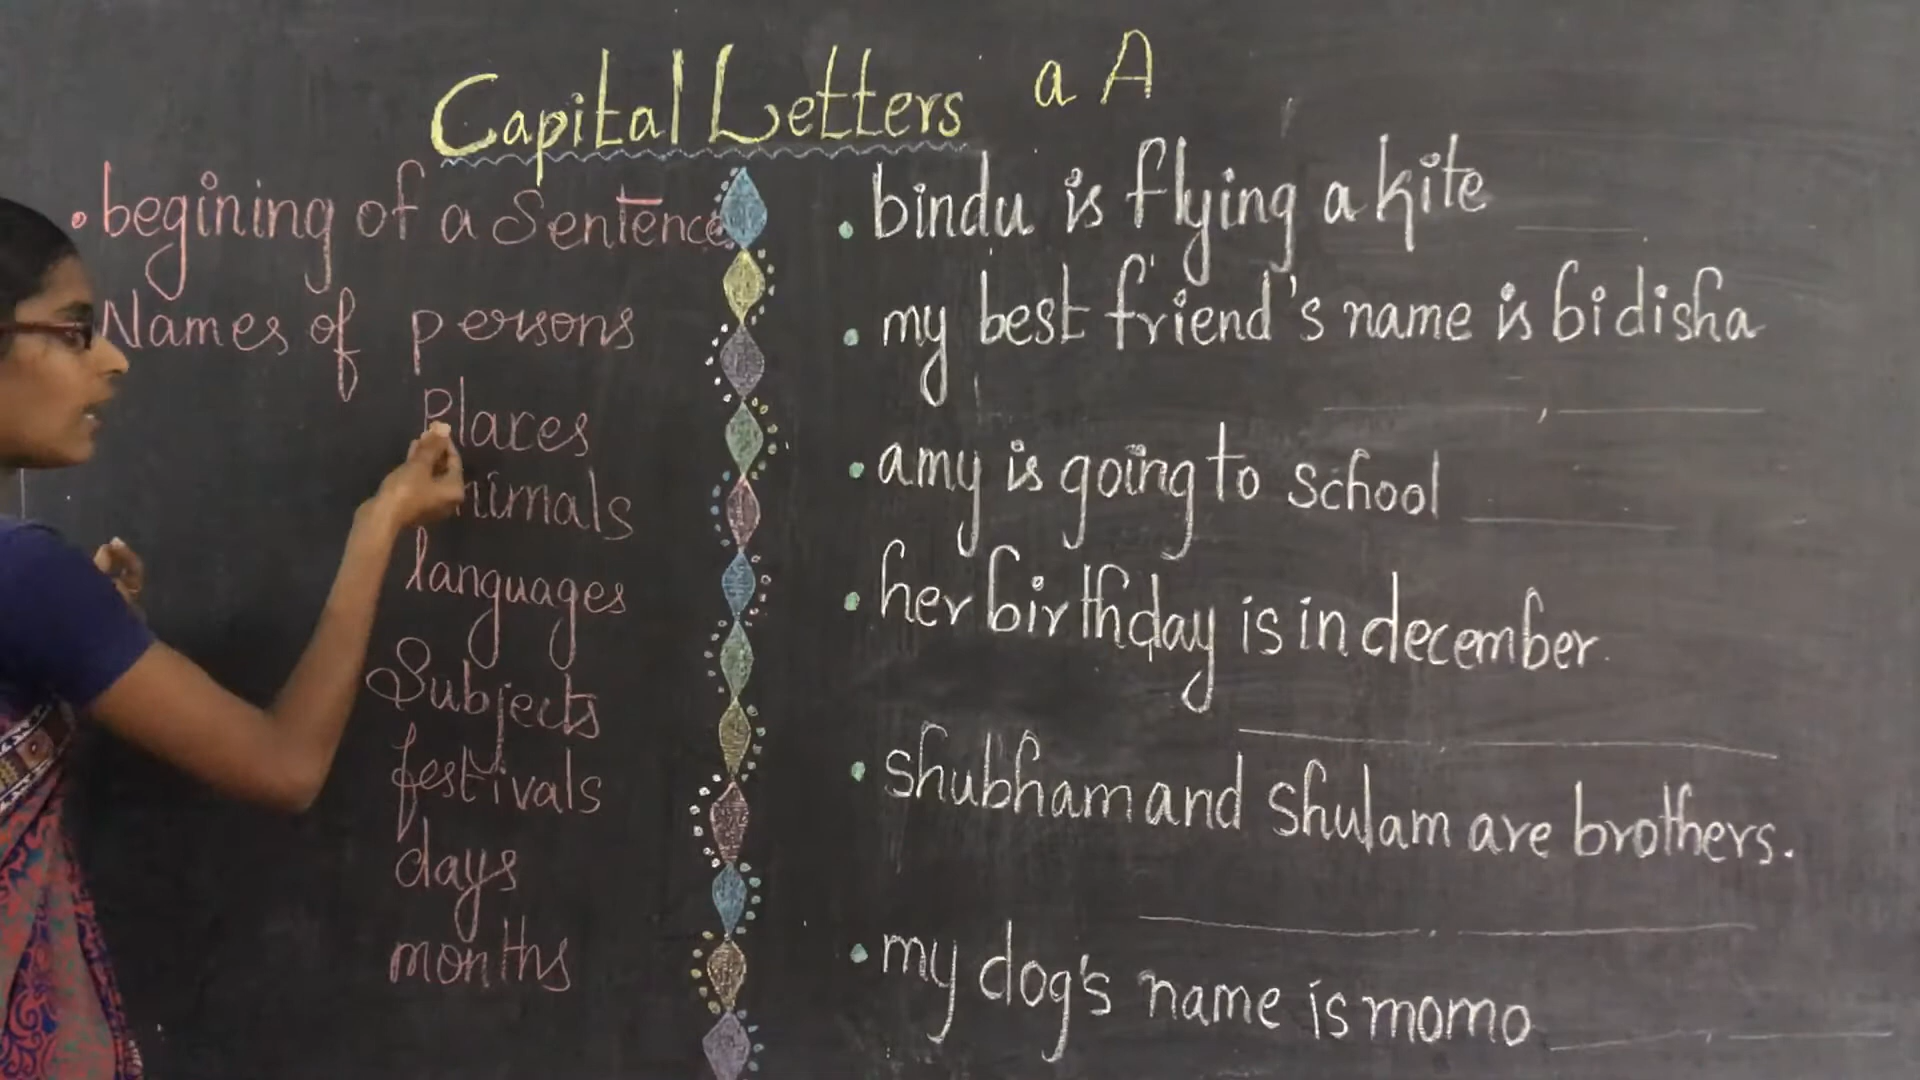 Capital Letters a A
. begining of a Sentence
Names of persons
Places
nimals
languages
Subjects
festivals
days
months
. bindu is flying a kite
. my best friend's name is bidisha
. amy is going to school
. her birthday is in december.
. shubham and shulam are brothers.
. my dog's name is momo